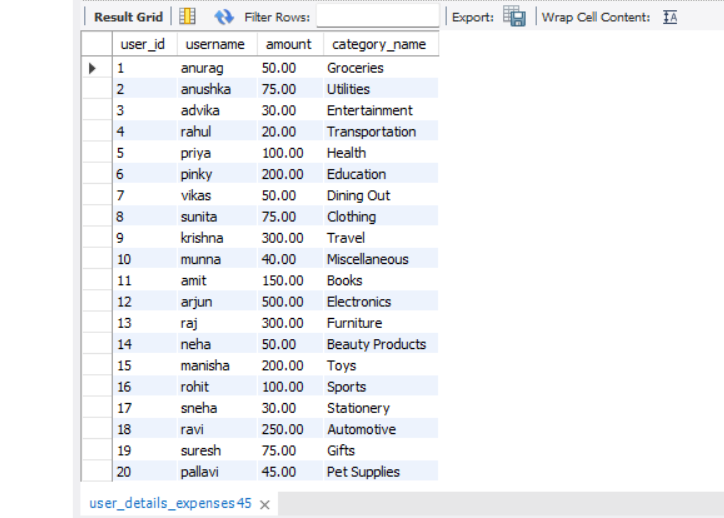 Result Grid Filter Rows: Export: Wrap Cell Content:
user_id username amount category_name
1 anurag 50.00 Groceries
2 anushka 75.00 Utilities
3 advika 30.00 Entertainment
4 rahul 20.00 Transportation
5 priya 100.00 Health
6 pinky 200.00 Education
7 vikas 50.00 Dining Out
8 sunita 75.00 Clothing
9 krishna 300.00 Travel
10 munna 40.00 Miscellaneous
11 amit 150.00 Books
12 arjun 500.00 Electronics
13 raj 300.00 Furniture
14 neha 50.00 Beauty Products
15 manisha 200.00 Toys
16 rohit 100.00 Sports
17 sneha 30.00 Stationery
18 ravi 250.00 Automotive
19 suresh 75.00 Gifts
20 pallavi 45.00 Pet Supplies
user_details_expenses45